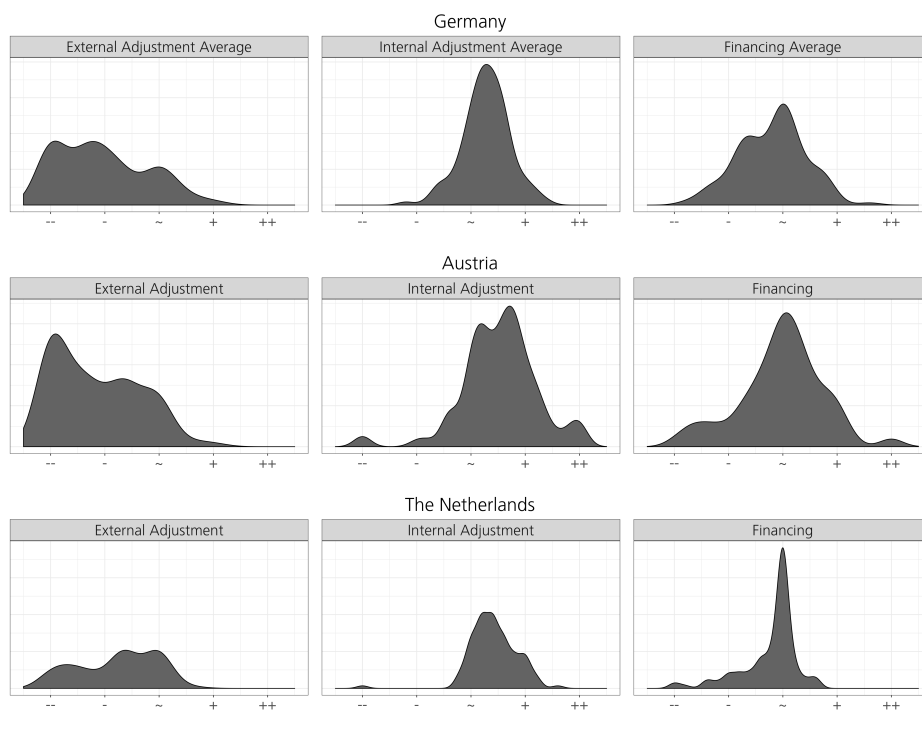 Germany
External Adjustment Average Internal Adjustment Average Financing Average
-- - ~ + ++ -- - ~ + ++ -- - ~ + ++
Austria
External Adjustment Internal Adjustment Financing
-- - ~ + ++ -- - ~ + ++ -- - ~ + ++
The Netherlands
External Adjustment Internal Adjustment Financing
-- - ~ + ++ -- - ~ + ++ -- - ~ + ++